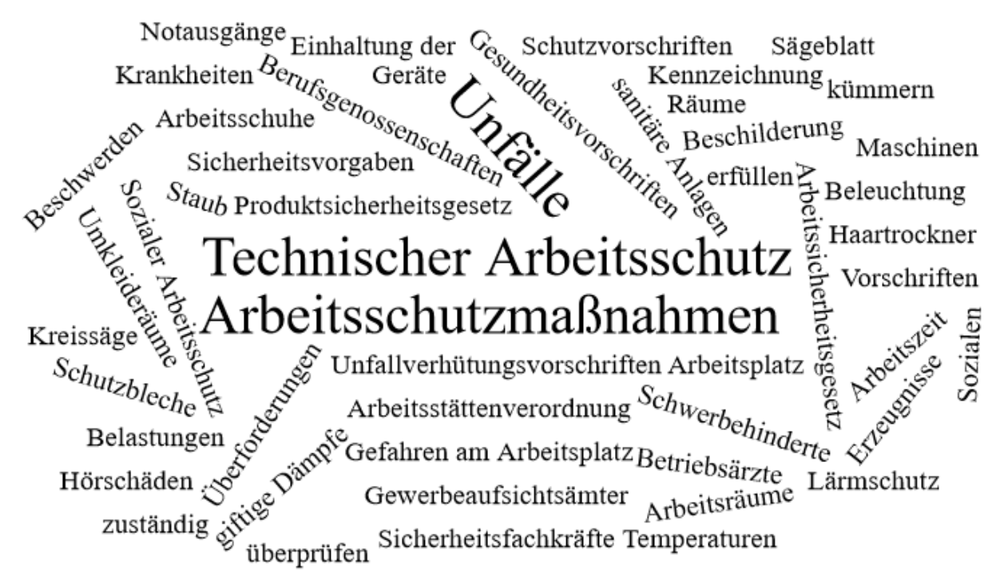 Notausgänge
Einhaltung der
Gesundheitsvorschriften
Schutzvorschriften
Sägeblatt
Krankheiten
Berufsgenossenschaften
Geräte
Unfälle
sanitäre Anlagen
Kennzeichnung
kümmern
Räume
Arbeitsschuhe
Beschwerden
Beschilderung
Maschinen
Sicherheitsvorgaben
erfüllen
Arbeitssicherheitsgesetz
Beleuchtung
Sozialer Arbeitsschutz
Staub
Produktsicherheitsgesetz
Umkleideräume
Haartrockner
Technischer Arbeitsschutz
Vorschriften
Arbeitsschutzmaßnahmen
Kreissäge
Arbeitszeit
Sozialen
Schutzbleche
Überforderungen
Unfallverhütungsvorschriften
Arbeitsplatz
Erzeugnisse
Arbeitsstättenverordnung
Schwerbehinderte
Belastungen
giftige Dämpfe
Gefahren am Arbeitsplatz
Betriebsärzte
Hörschäden
Lärmschutz
Gewerbeaufsichtsämter
Arbeitsräume
zuständig
überprüfen
Sicherheitsfachkräfte
Temperaturen